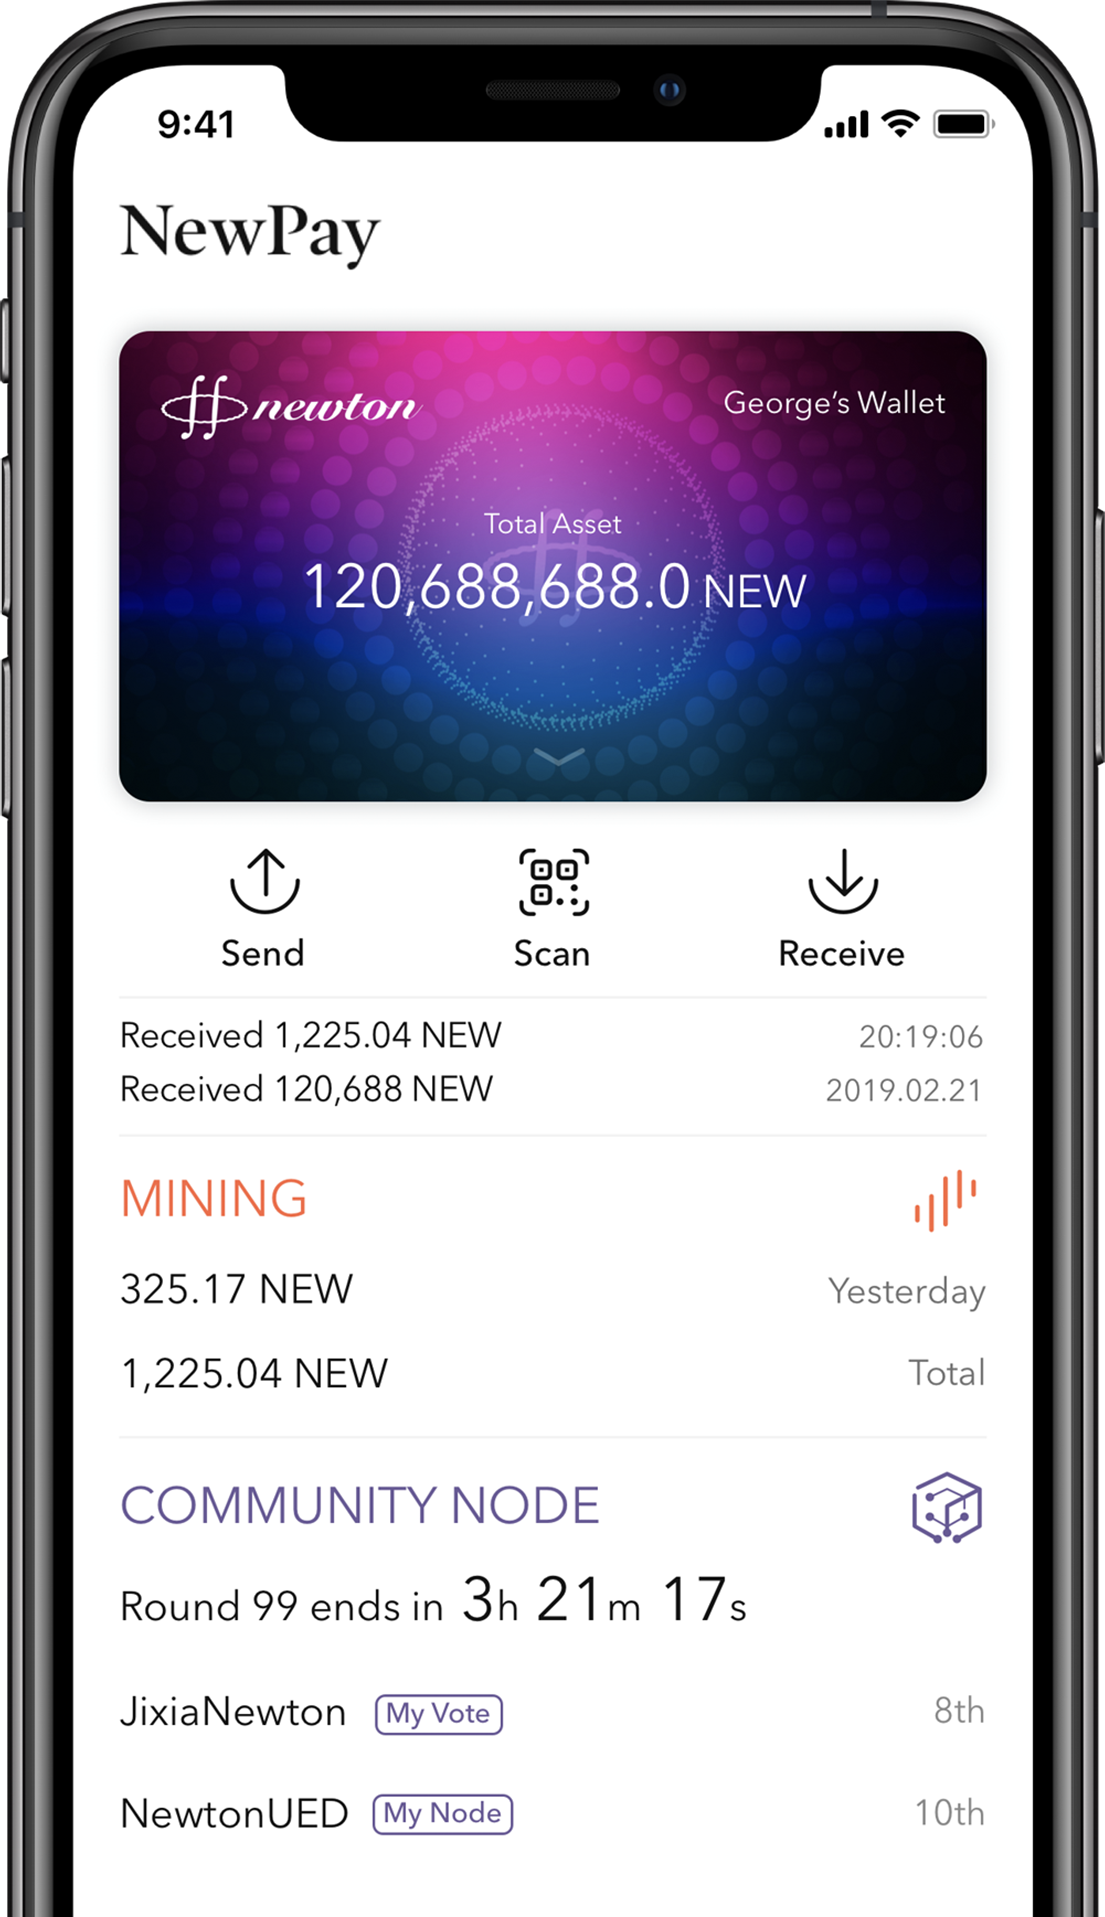 9:41
NewPay
newton
George's Wallet
Total Asset
120,688,688.0 NEW
Send
Scan
Receive
Received 1,225.04 NEW 20:19:06
Received 120,688 NEW 2019.02.21
MINING
325.17 NEW Yesterday
1,225.04 NEW Total
COMMUNITY NODE
Round 99 ends in 3h 21m 17s
JixiaNewton My Vote 8th
NewtonUED My Node 10th